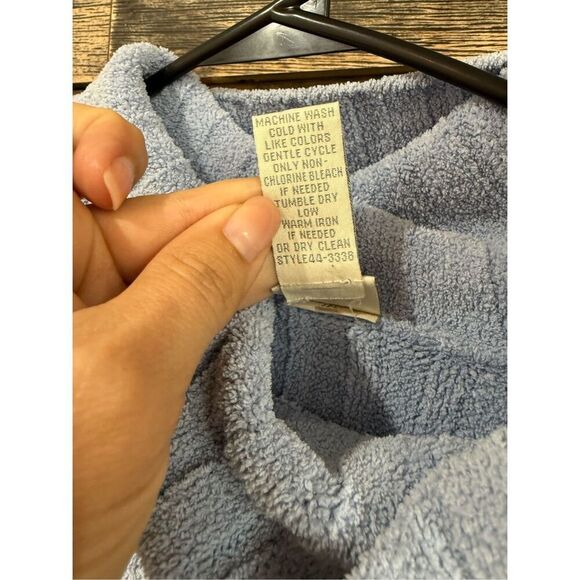 MACHINE WASH
COLD WITH
LIKE COLORS
GENTLE CYCLE
ONLY NON-
CHLORINE BLEACH
IF NEEDED
TUMBLE DRY
LOW
WARM IRON
IF NEEDED
OR DRY CLEAN
STYLE44-3338